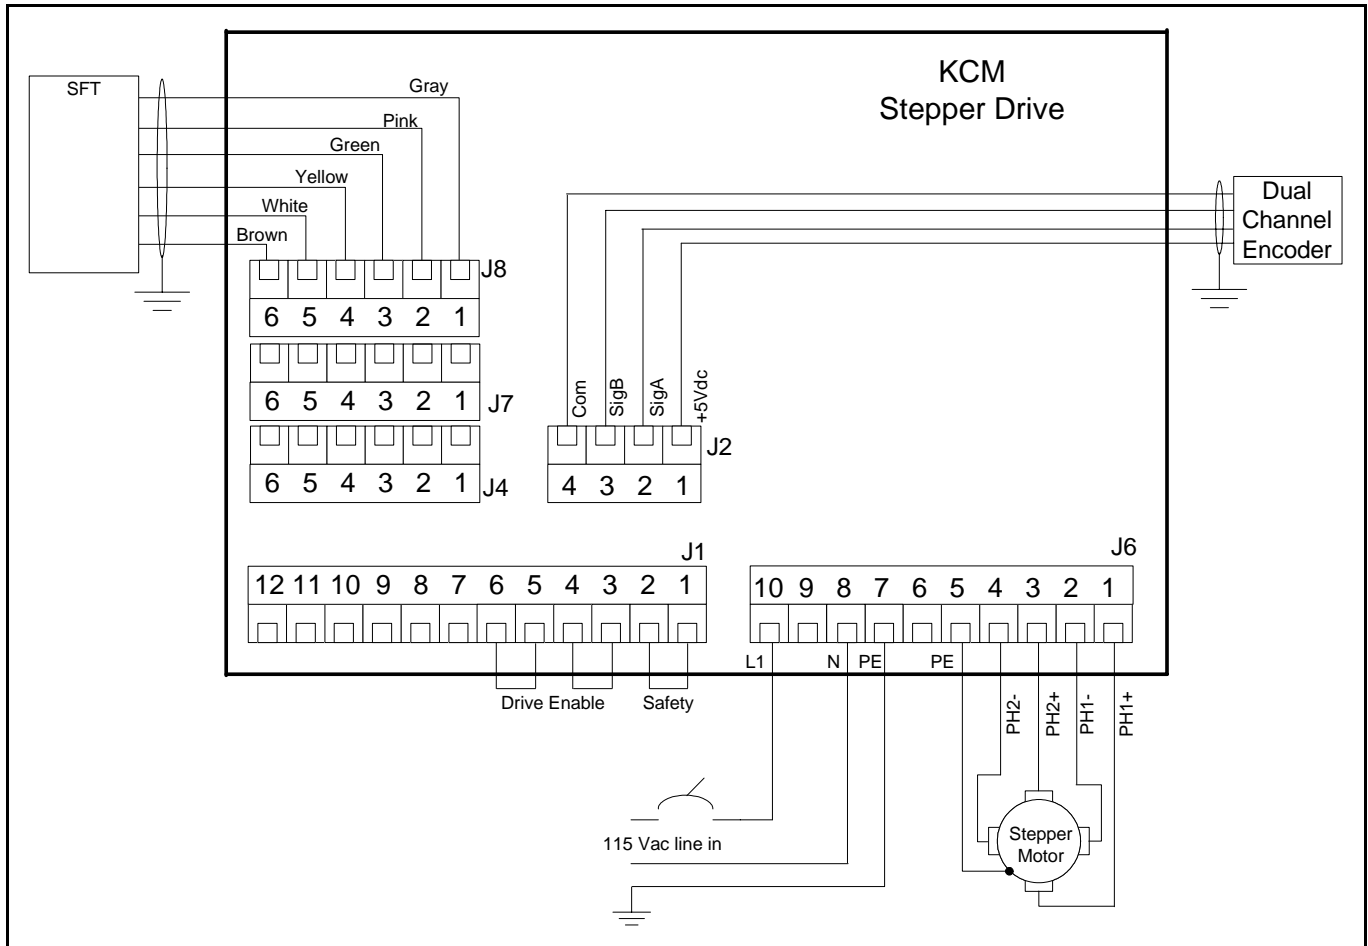 KCM
Stepper Drive
SFT
Gray
Pink
Green
Yellow
White
Brown
J8
6 5 4 3 2 1
6 5 4 3 2 1
J7
6 5 4 3 2 1
J4
Dual
Channel
Encoder
Com
SigB
SigA
+5Vdc
J2
4 3 2 1
J1
12 11 10 9 8 7 6 5 4 3 2 1
Drive Enable
Safety
J6
10 9 8 7 6 5 4 3 2 1
L1
N
PE
PE
PH2-
PH2+
PH1-
PH1+
115 Vac line in
Stepper
Motor